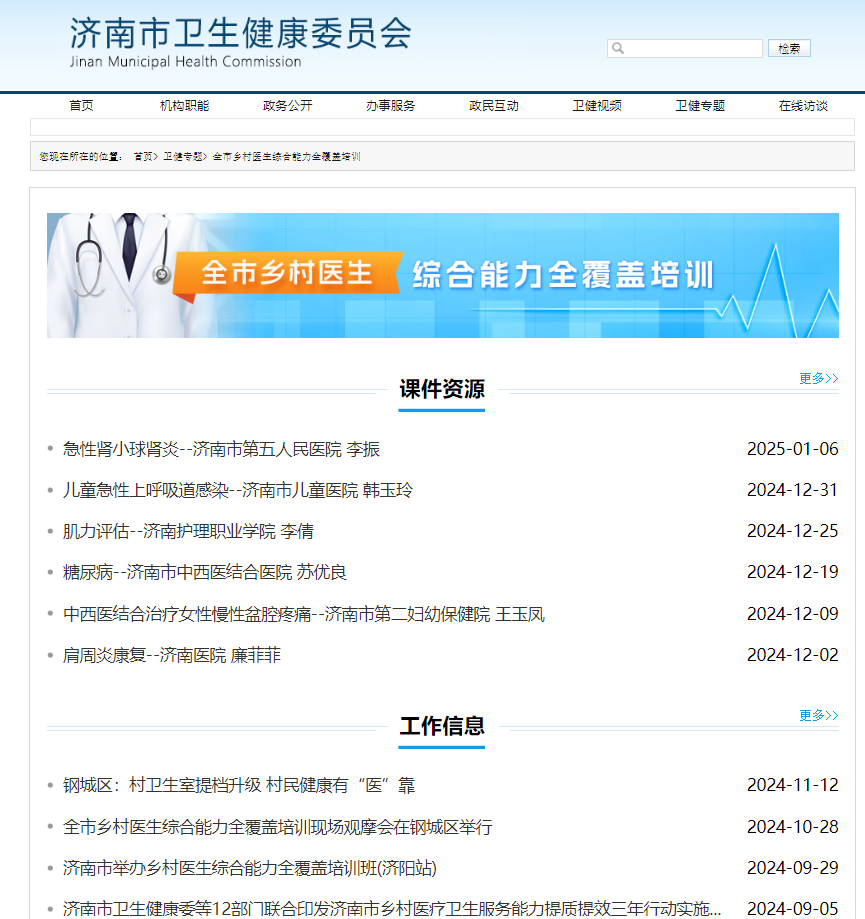 济南市卫生健康委员会
Jinan Municipal Health Commission
检索
首页 机构职能 政务公开 办事服务 政民互动 卫健视频 卫健专题 在线访谈
您现在所在的位置： 首页> 卫健专题> 全市乡村医生综合能力全覆盖培训
全市乡村医生 综合能力全覆盖培训
更多>>
课件资源
急性肾小球肾炎--济南市第五人民医院 李振 2025-01-06
儿童急性上呼吸道感染--济南市儿童医院 韩玉玲 2024-12-31
肌力评估--济南护理职业学院 李倩 2024-12-25
糖尿病--济南市中西医结合医院 苏优良 2024-12-19
中西医结合治疗女性慢性盆腔疼痛--济南市第二妇幼保健院 王玉凤 2024-12-09
肩周炎康复--济南医院 廉菲菲 2024-12-02
更多>>
工作信息
钢城区：村卫生室提档升级 村民健康有“医”靠 2024-11-12
全市乡村医生综合能力全覆盖培训现场观摩会在钢城区举行 2024-10-28
济南市举办乡村医生综合能力全覆盖培训班(济阳站) 2024-09-29
济南市卫生健康委等12部门联合印发济南市乡村医疗卫生服务能力提质提效三年行动实施... 2024-09-05